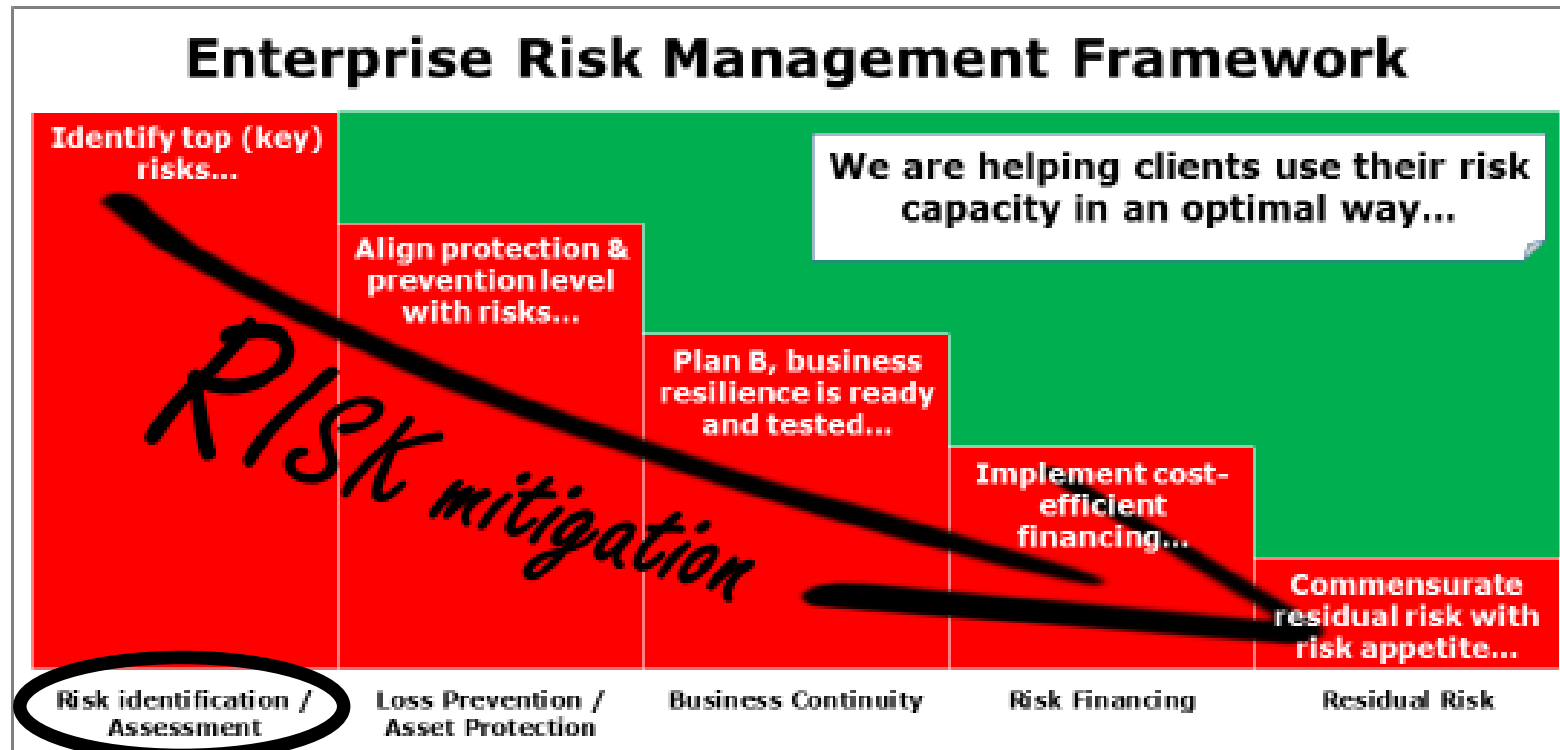 Enterprise Risk Management Framework
Identify top (key)
risks...
We are helping clients use their risk
capacity in an optimal way...
Align protection &
prevention level
with risks...
Plan B, business
resilience is ready
and tested...
Implement cost-
efficient
financing...
Commensurate
residual risk with
risk appetite...
RISK mitigation
Risk identification /
Assessment
Loss Prevention /
Asset Protection
Business Continuity
Risk Financing
Residual Risk